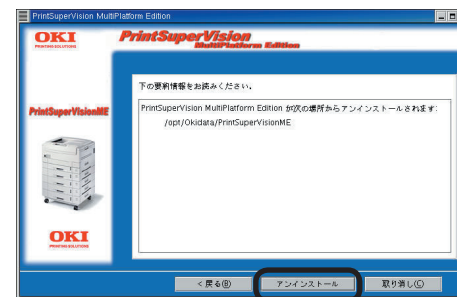 PrintSuperVision MultiPlatform Edition
OKI
PRINTING SOLUTIONS
PrintSuperVision
MultiPlatform Edition
下の要約情報をお読みください。
PrintSuperVision MultiPlatform Edition が次の場所からアンインストールされます:
/opt/Okidata/PrintSuperVisionME
PrintSuperVisionME
OKI
PRINTING SOLUTIONS
< 戻る(B)
アンインストール
取り消し(C)